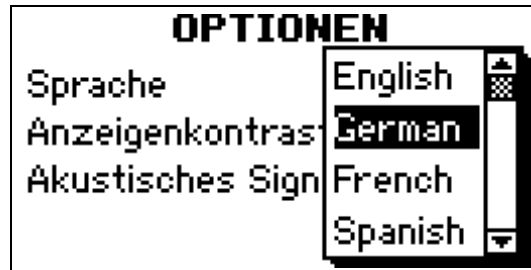 OPTIONEN
Sprache
Anzeigenkontrast
Akustisches Sign
English
German
French
Spanish